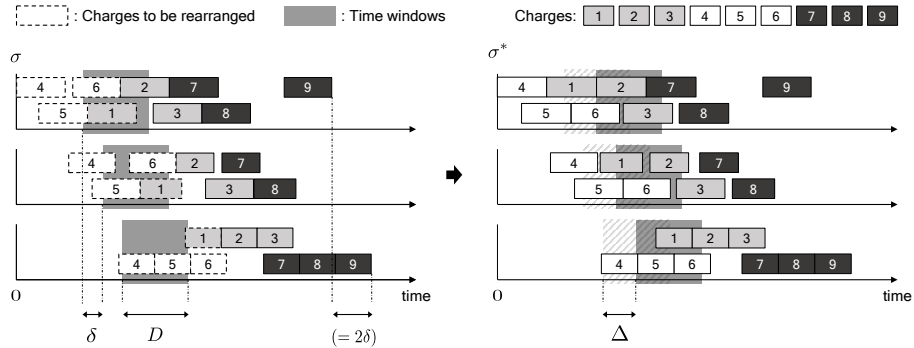 : Charges to be rearranged : Time windows Charges: 1 2 3 4 5 6 7 8 9
σ σ*
4 6 2 7 9 4 1 2 7 9
5 1 3 8 5 6 3 8
4 6 2 7 4 1 2 7
5 1 3 8 5 6 3 8
1 2 3 1 2 3
4 5 6 7 8 9 4 5 6 7 8 9
0 time 0 time
δ D (= 2δ) Δ